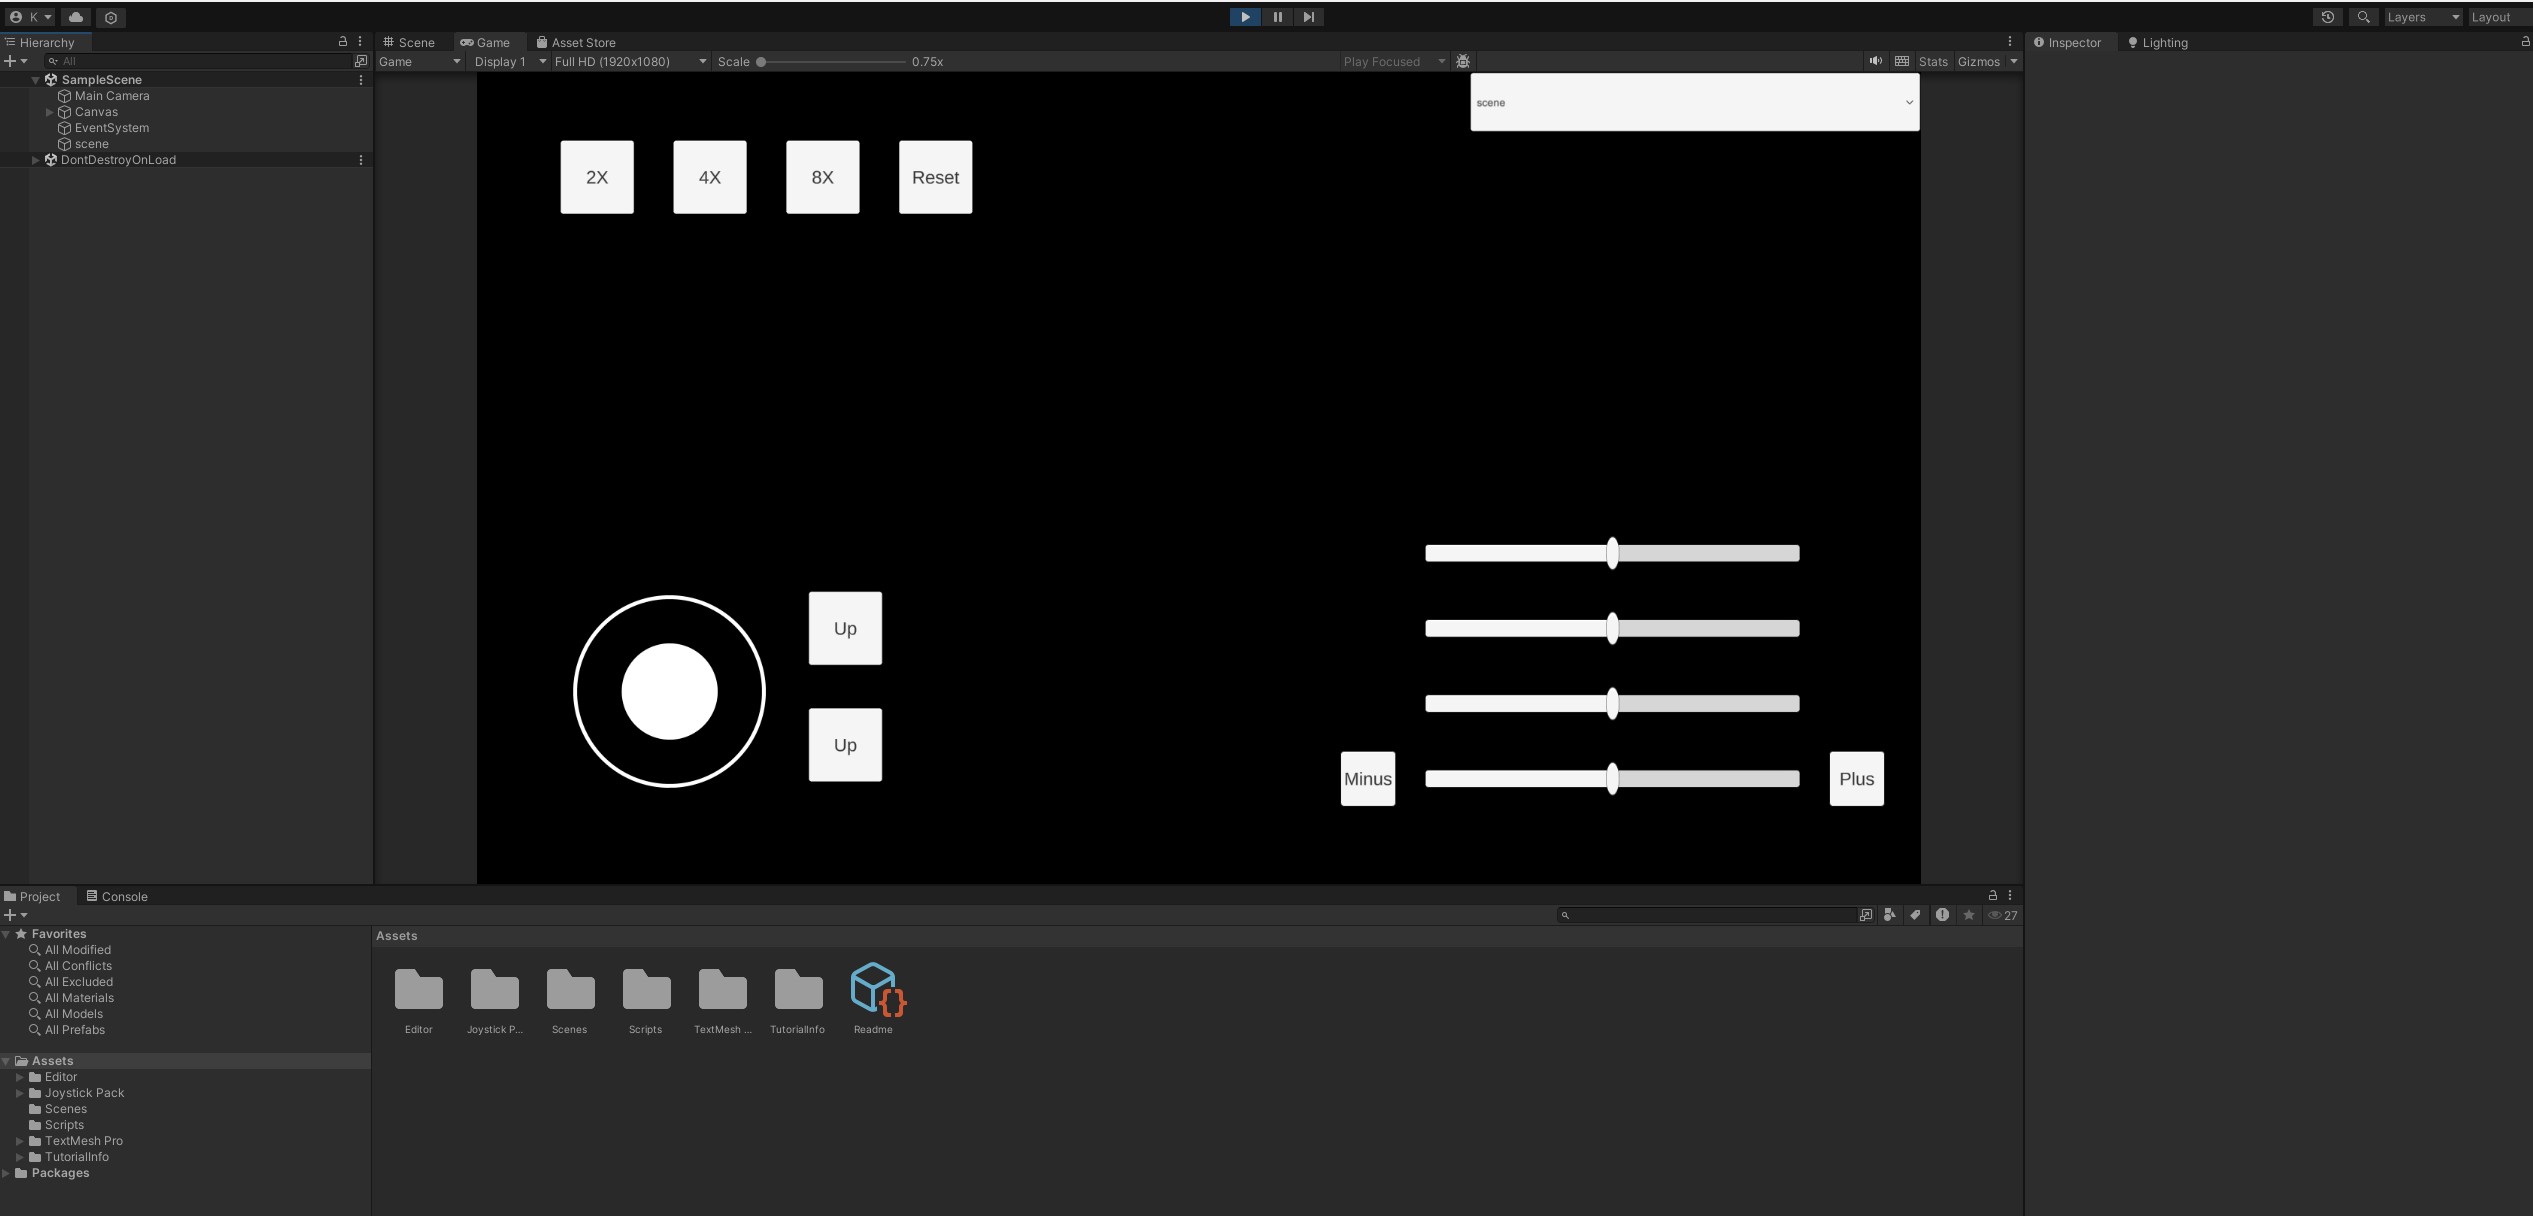 K
Layers
Layout
Hierarchy
Scene
Game
Asset Store
Inspector
Lighting
All
Game
Display 1
Full HD (1920x1080)
Scale
0.75x
Play Focused
Stats
Gizmos
SampleScene
Main Camera
Canvas
EventSystem
scene
DontDestroyOnLoad
scene
2X
4X
8X
Reset
Up
Up
Minus
Plus
Project
Console
27
Favorites
All Modified
All Conflicts
All Excluded
All Materials
All Models
All Prefabs
Assets
Editor
Joystick Pack
Scenes
Scripts
TextMesh Pro
TutorialInfo
Packages
Assets
Editor
Joystick P...
Scenes
Scripts
TextMesh ...
TutorialInfo
Readme